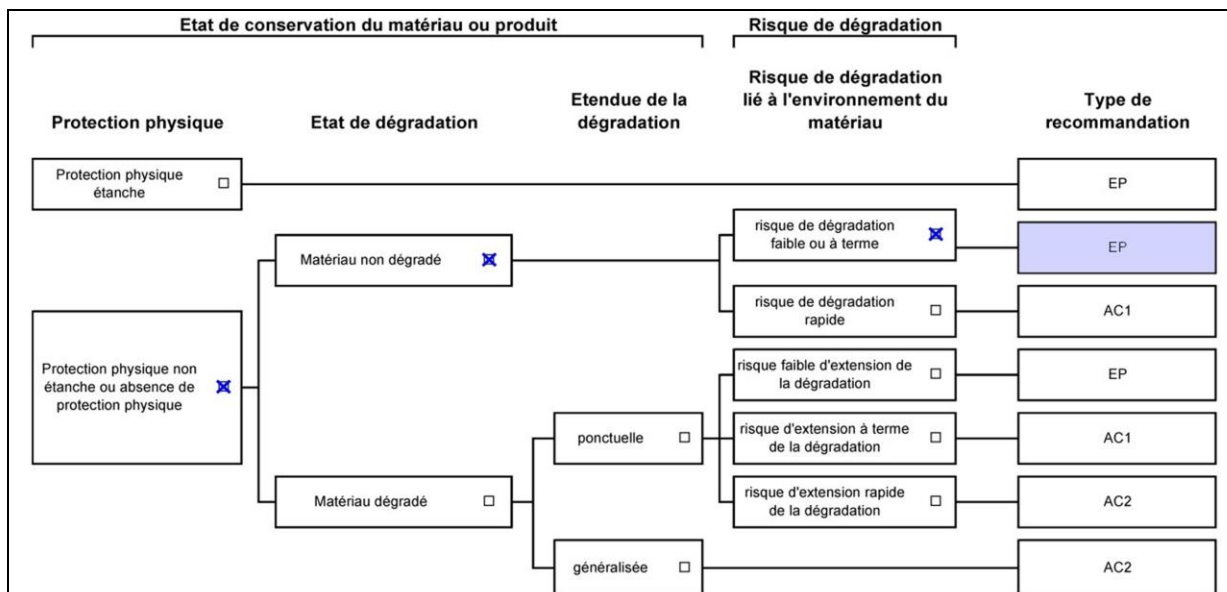 Etat de conservation du matériau ou produit
Risque de dégradation
Protection physique
Etat de dégradation
Etendue de la
dégradation
Risque de dégradation
lié à l'environnement du
matériau
Type de
recommandation
Protection physique
étanche
EP
risque de dégradation
faible ou à terme
EP
Matériau non dégradé
risque de dégradation
rapide
AC1
Protection physique non
étanche ou absence de
protection physique
risque faible d'extension de
la dégradation
EP
ponctuelle
risque d'extension à terme
de la dégradation
AC1
Matériau dégradé
risque d'extension rapide
de la dégradation
AC2
généralisée
AC2